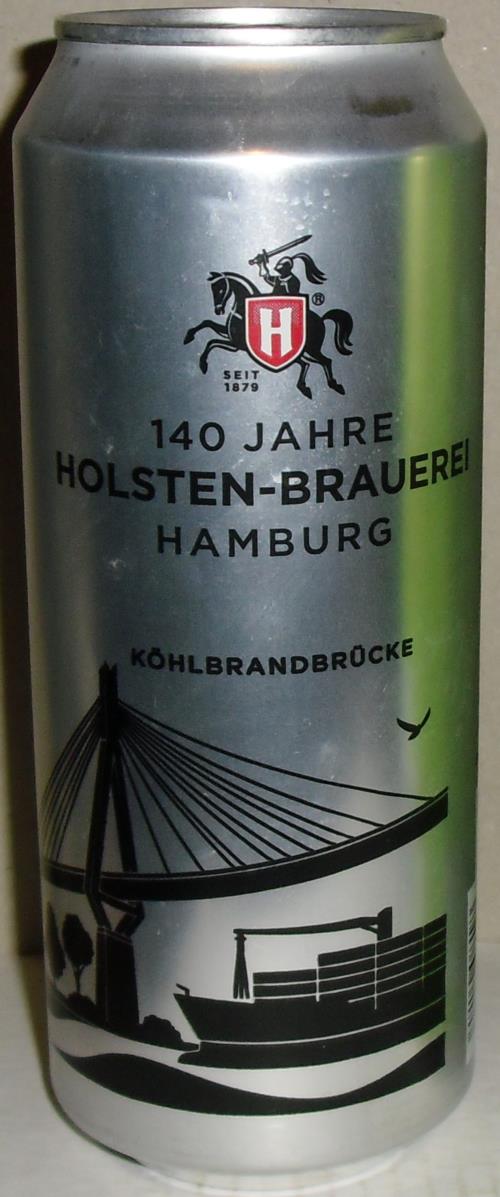 H ®
SEIT
1879
140 JAHRE
HOLSTEN-BRAUEREI
HAMBURG
KÖHLBRANDBRÜCKE